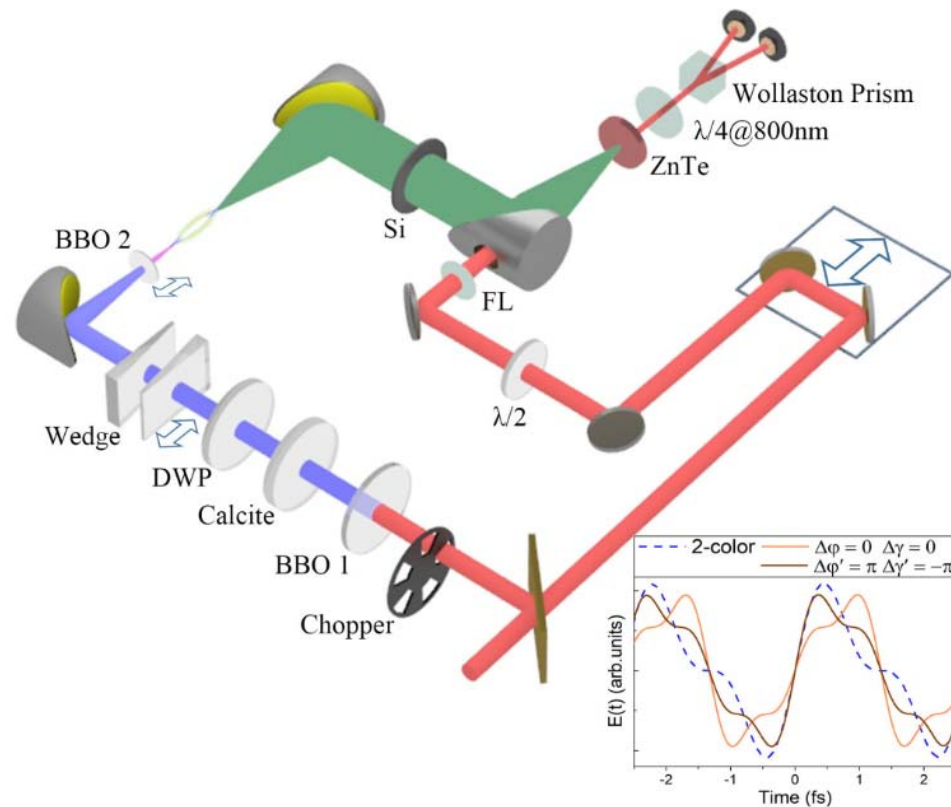 Wollaston Prism
λ/4@800nm
ZnTe
Si
BBO 2
FL
λ/2
Wedge
DWP
Calcite
BBO 1
Chopper
2-color
Δφ = 0 Δγ = 0
Δφ′ = π Δγ′ = −π
E(t) (arb.units)
-2 -1 0 1 2
Time (fs)